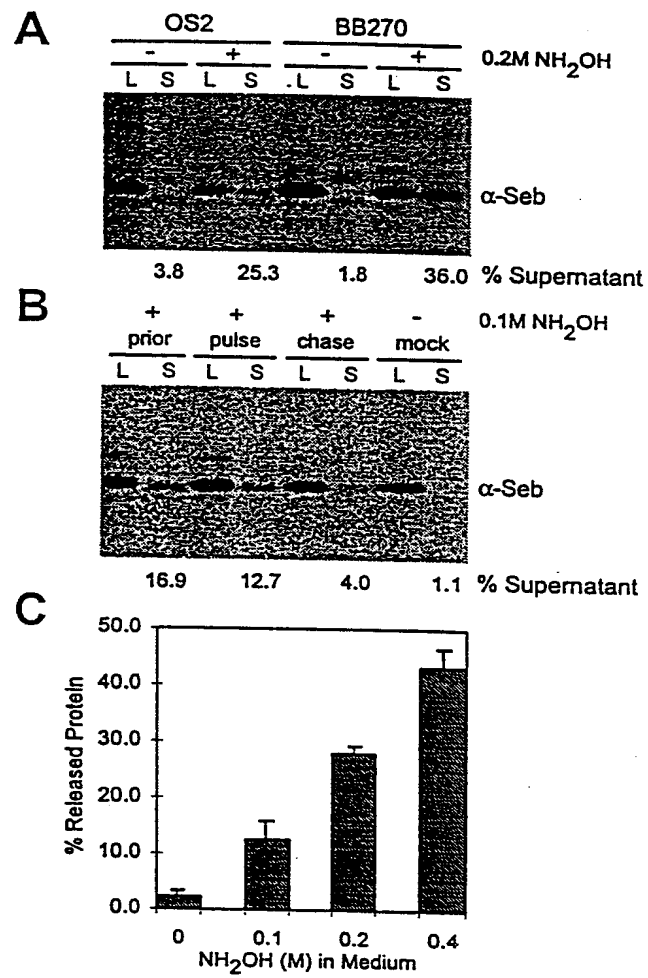 A
OS2 BB270
- + - + 0.2M NH2OH
L S L S .L S L S
α-Seb
3.8 25.3 1.8 36.0 % Supernatant
B
+ + + - 0.1M NH2OH
prior pulse chase mock
L S L S L S L S
α-Seb
16.9 12.7 4.0 1.1 % Supernatant
C
% Released Protein
50.0
40.0
30.0
20.0
10.0
0.0
0 0.1 0.2 0.4
NH2OH (M) in Medium